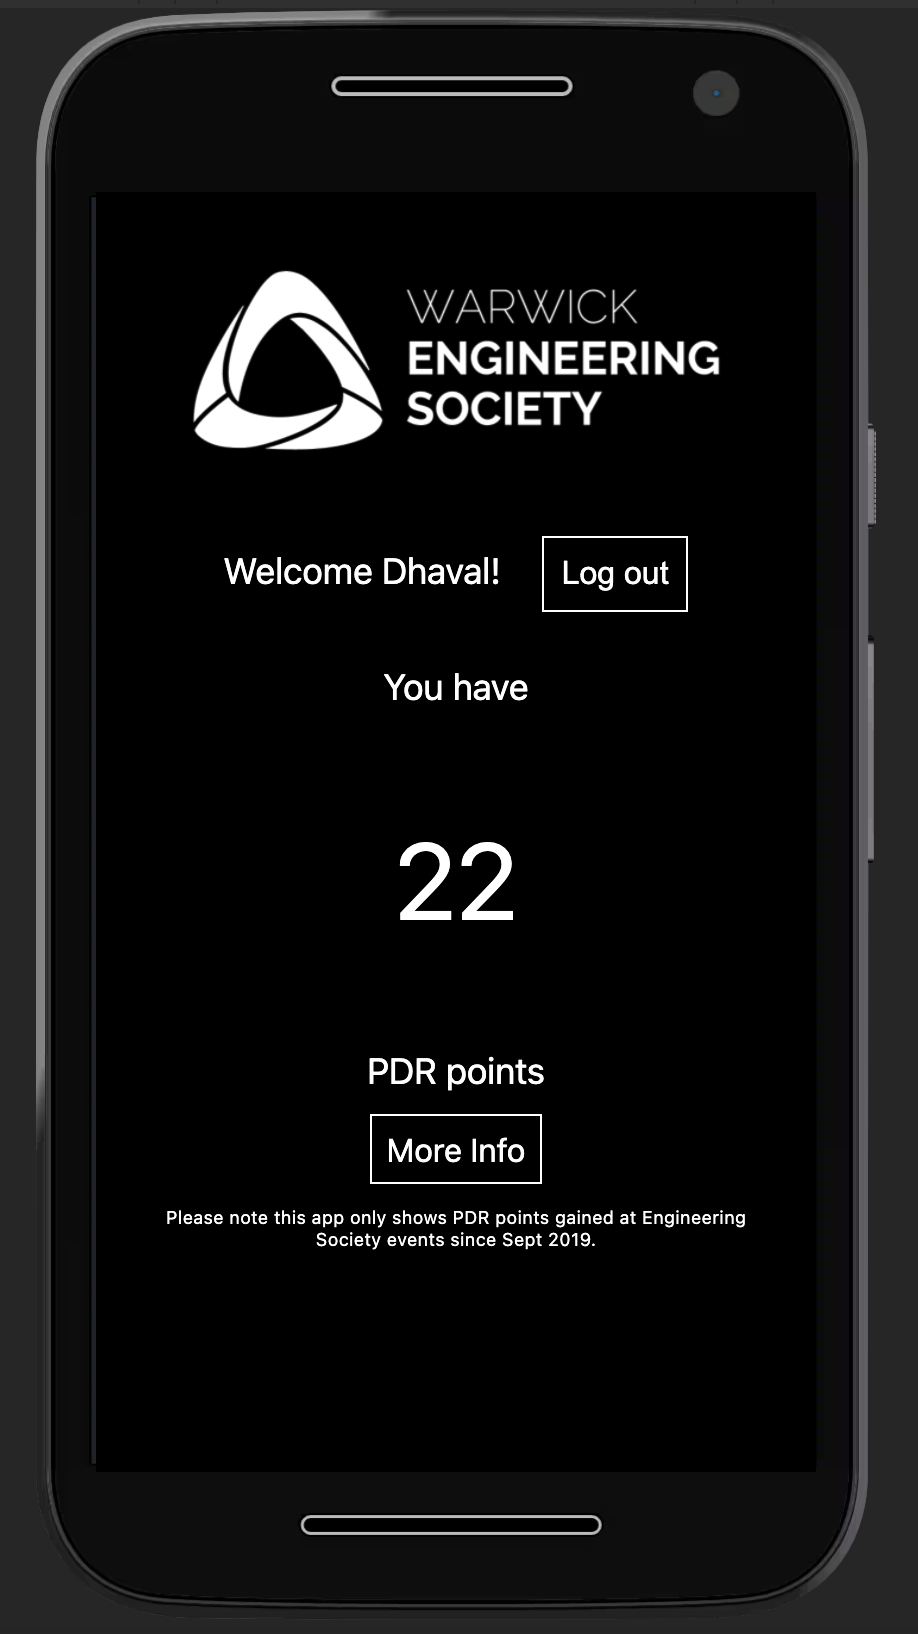 WARWICK
ENGINEERING
SOCIETY
Welcome Dhaval!
Log out
You have
22
PDR points
More Info
Please note this app only shows PDR points gained at Engineering
Society events since Sept 2019.